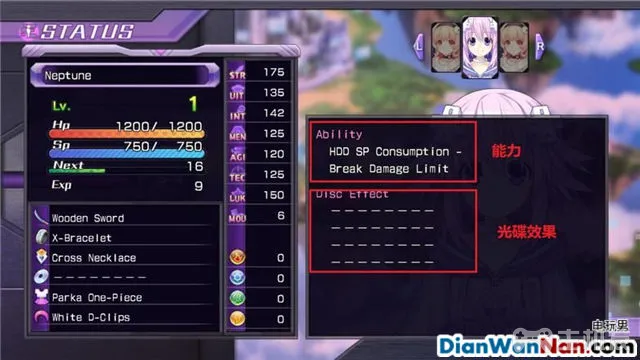 STATUS
L
R
Neptune
Lv. 1
Hp 1200/ 1200
Sp 750/ 750
Next 16
Exp 9
STR 175
VIT 135
INT 142
MEN 125
AGI 120
TEC 125
LUK 150
MOV 6
0
0
0
0
Wooden Sword
X-Bracelet
Cross Necklace
- - - - - - - -
Parka One-Piece
White D-Clips
Ability
HDD SP Consumption -
Break Damage Limit
能力
Disc Effect
- - - - - - - -
- - - - - - - -
- - - - - - - -
- - - - - - - -
光碟效果
电玩男
DianWanNan.com